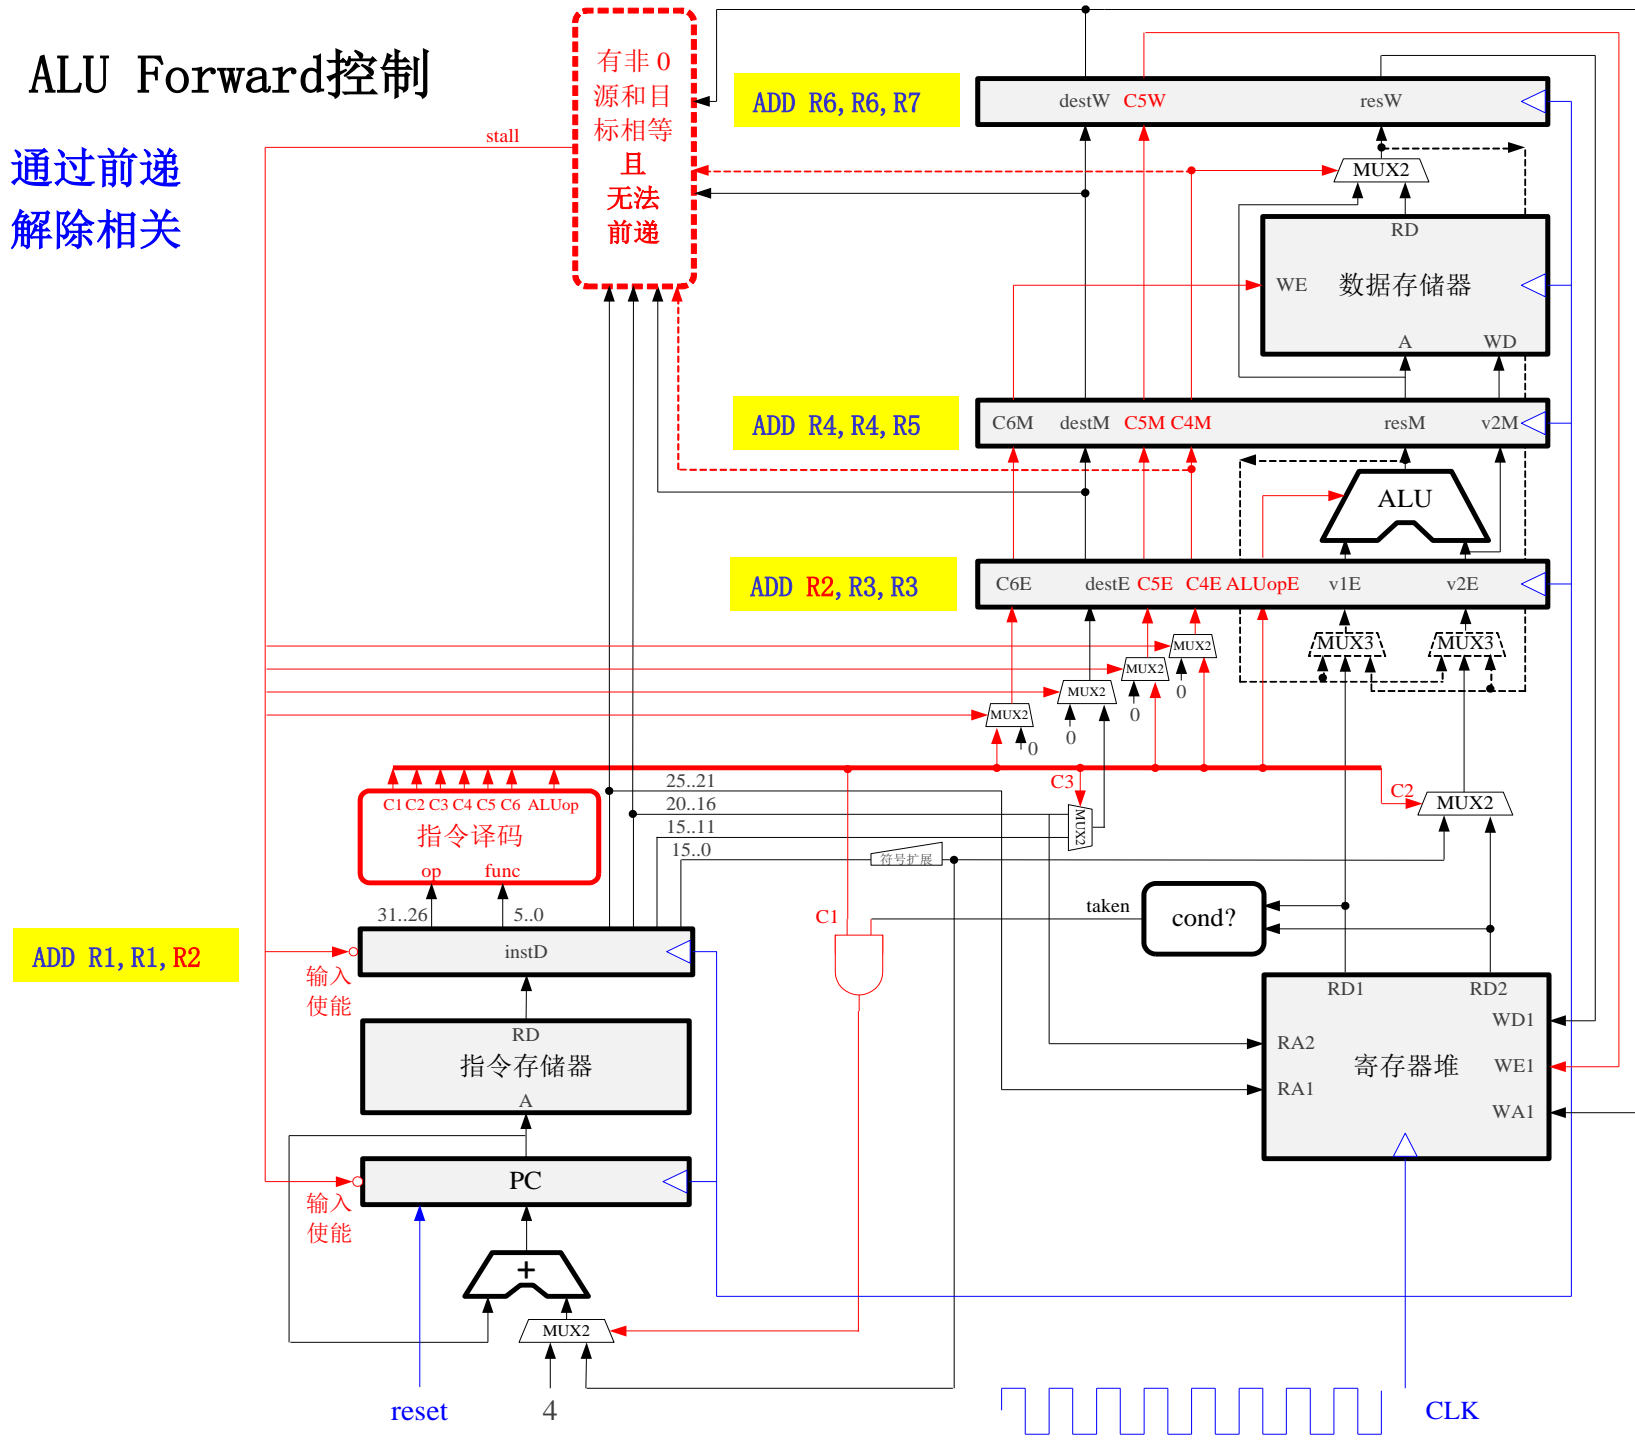 ALU Forward控制
通过前递
解除相关
stall
有非 0
源和目
标相等
且
无法
前递
ADD R6,R6,R7
destW C5W resW
MUX2
RD
WE 数据存储器
A WD
ADD R4,R4,R5
C6M destM C5M C4M resM v2M
ALU
ADD R2,R3,R3
C6E destE C5E C4E ALUopE v1E v2E
MUX3 MUX3
MUX2
MUX2
MUX2
MUX2
0
0
0
0
C1 C2 C3 C4 C5 C6 ALUop
指令译码
op func
31..26 5..0
25..21
20..16
15..11
15..0
C3
MUX2
符号扩展
C2
MUX2
C1
taken
cond?
ADD R1,R1,R2
instD
输入
使能
RD
指令存储器
A
RD1 RD2
WD1
RA2
寄存器堆
WE1
RA1
WA1
PC
输入
使能
+
MUX2
reset
4
CLK